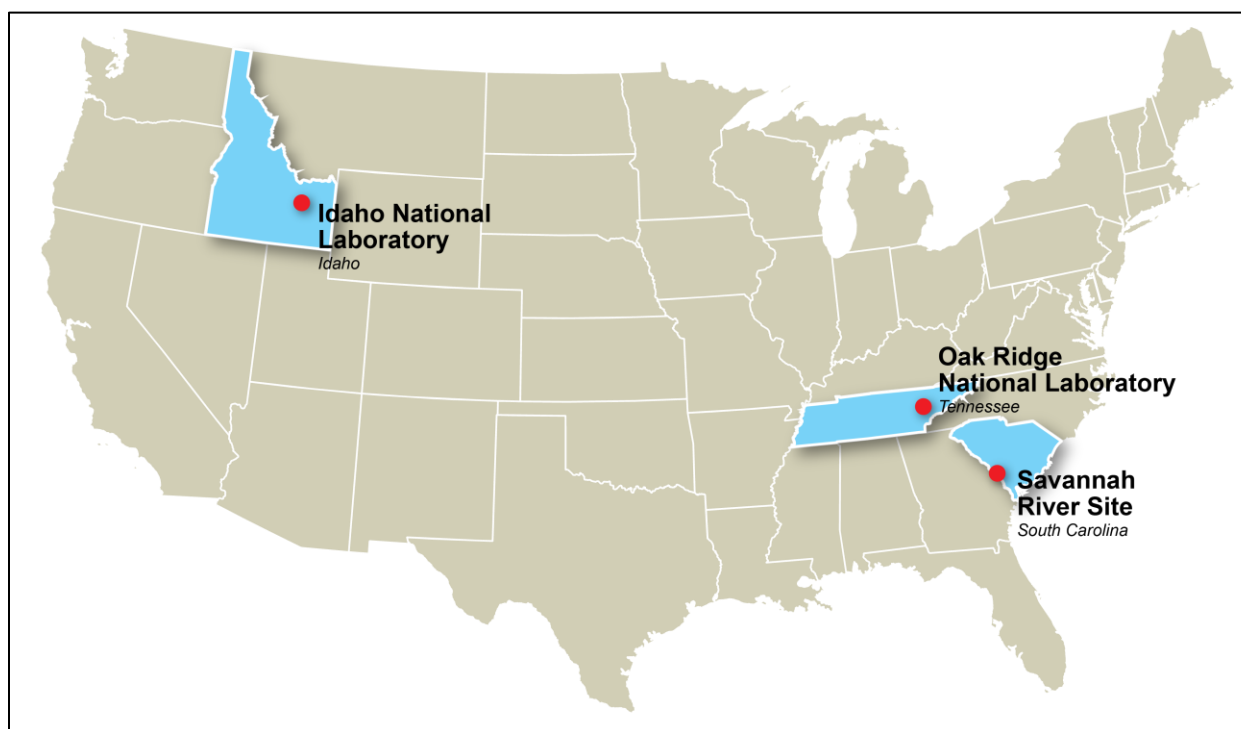 Idaho National
Laboratory
Idaho
Oak Ridge
National Laboratory
Tennessee
Savannah
River Site
South Carolina